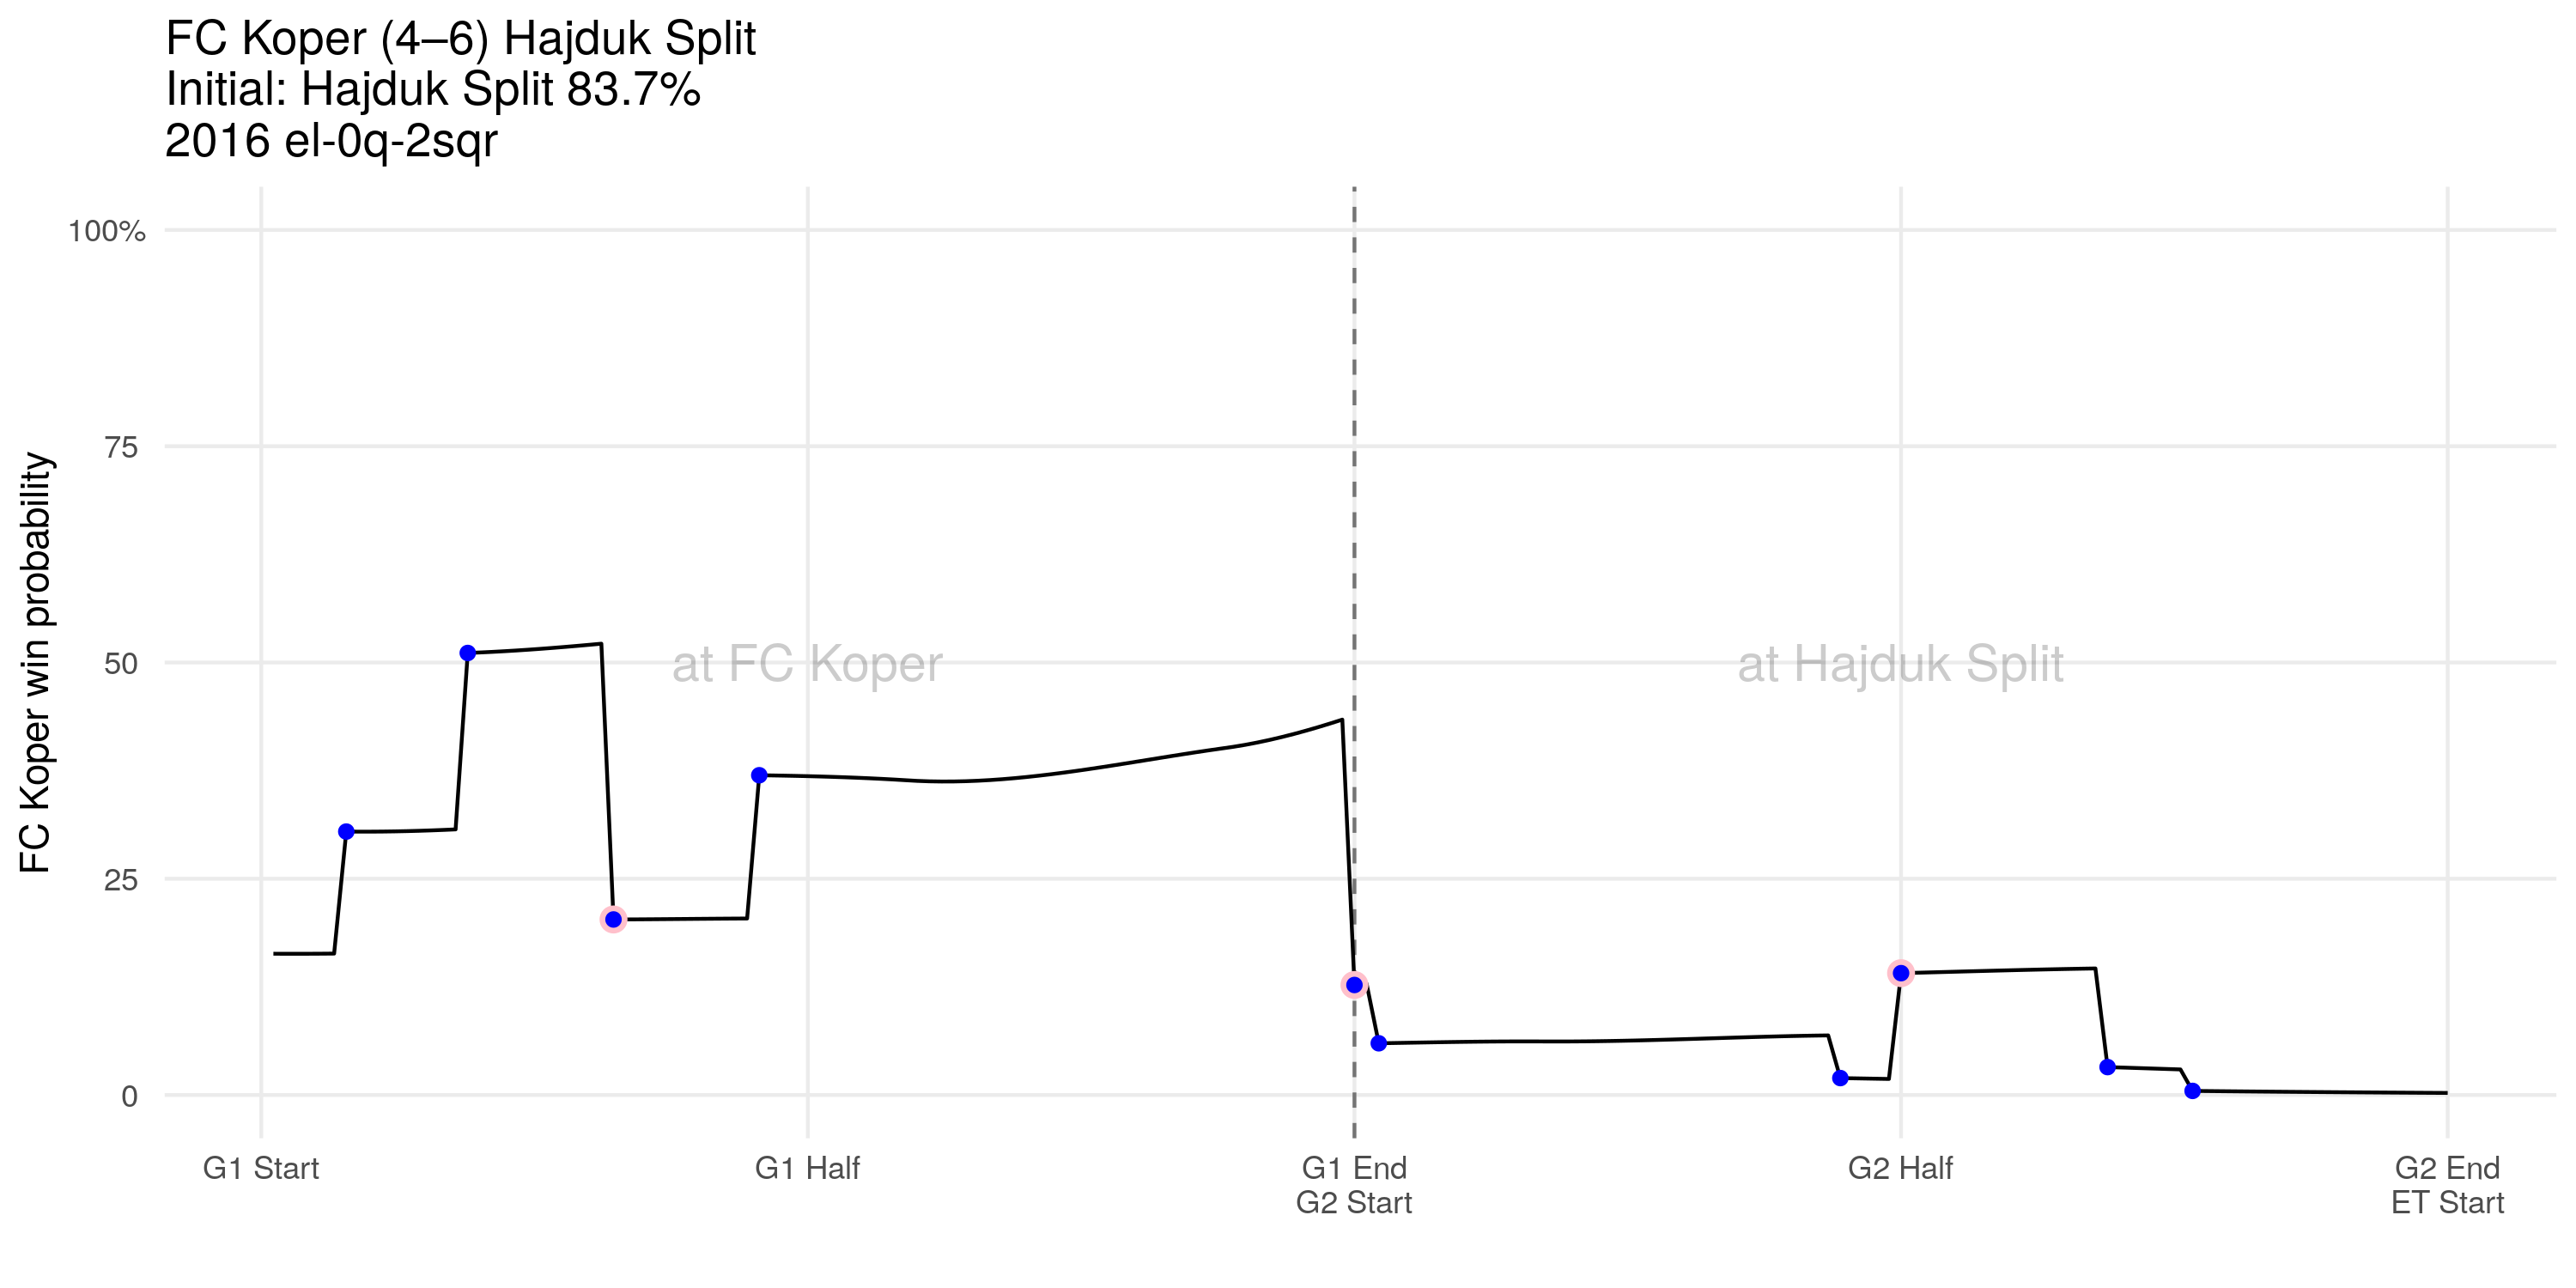 FC Koper (4–6) Hajduk Split
Initial: Hajduk Split 83.7%
2016 el-0q-2sqr
FC Koper win probability
100%
75
50
25
0
at FC Koper
at Hajduk Split
G1 Start
G1 Half
G1 End
G2 Start
G2 Half
G2 End
ET Start